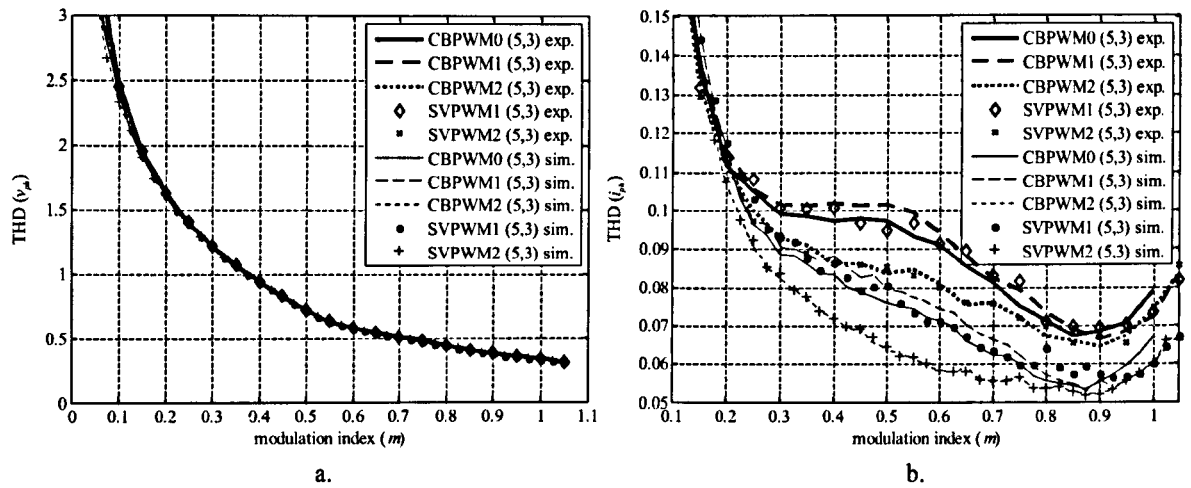 3
2.5
2
1.5
1
0.5
0
THD (v_ph)
0
0.1
0.2
0.3
0.4
0.5
0.6
0.7
0.8
0.9
1
1.1
modulation index (m)
CBPWM0 (5,3) exp.
CBPWM1 (5,3) exp.
CBPWM2 (5,3) exp.
SVPWM1 (5,3) exp.
SVPWM2 (5,3) exp.
CBPWM0 (5,3) sim.
CBPWM1 (5,3) sim.
CBPWM2 (5,3) sim.
SVPWM1 (5,3) sim.
SVPWM2 (5,3) sim.
a.
0.15
0.14
0.13
0.12
0.11
0.1
0.09
0.08
0.07
0.06
0.05
THD (i_ph)
0.1
0.2
0.3
0.4
0.5
0.6
0.7
0.8
0.9
1
modulation index (m)
CBPWM0 (5,3) exp.
CBPWM1 (5,3) exp.
CBPWM2 (5,3) exp.
SVPWM1 (5,3) exp.
SVPWM2 (5,3) exp.
CBPWM0 (5,3) sim.
CBPWM1 (5,3) sim.
CBPWM2 (5,3) sim.
SVPWM1 (5,3) sim.
SVPWM2 (5,3) sim.
b.